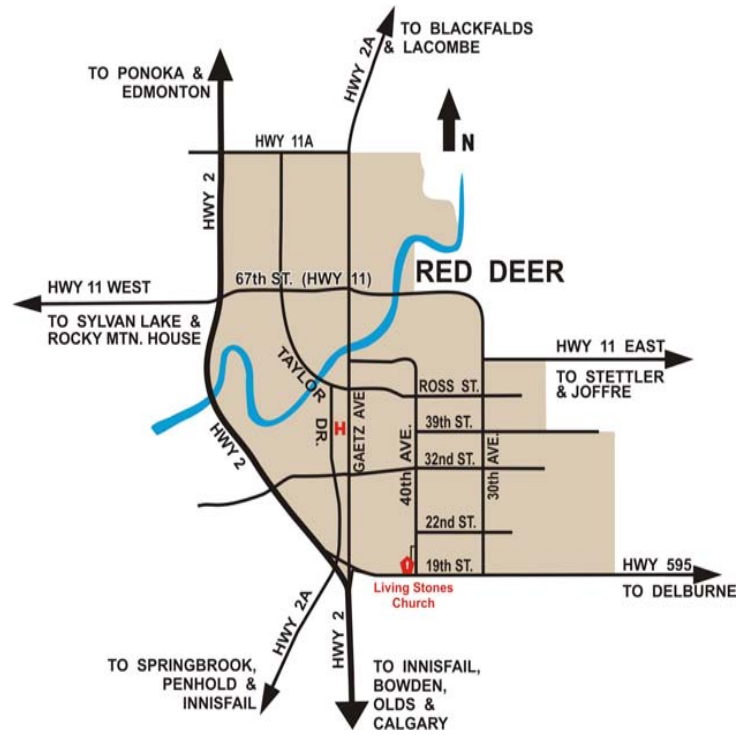 TO BLACKFALDS
& LACOMBE
HWY 2A
TO PONOKA &
EDMONTON
N
HWY 11A
HWY 2
RED DEER
67th ST. (HWY 11)
HWY 11 WEST
TO SYLVAN LAKE &
ROCKY MTN. HOUSE
HWY 11 EAST
TO STETTLER
& JOFFRE
TAYLOR
DR.
ROSS ST.
H
GAETZ AVE
39th ST.
40th AVE.
30th AVE.
HWY 2
32nd ST.
22nd ST.
19th ST.
HWY 595
TO DELBURNE
Living Stones
Church
HWY 2A
HWY 2
TO SPRINGBROOK,
PENHOLD &
INNISFAIL
TO INNISFAIL,
BOWDEN,
OLDS &
CALGARY